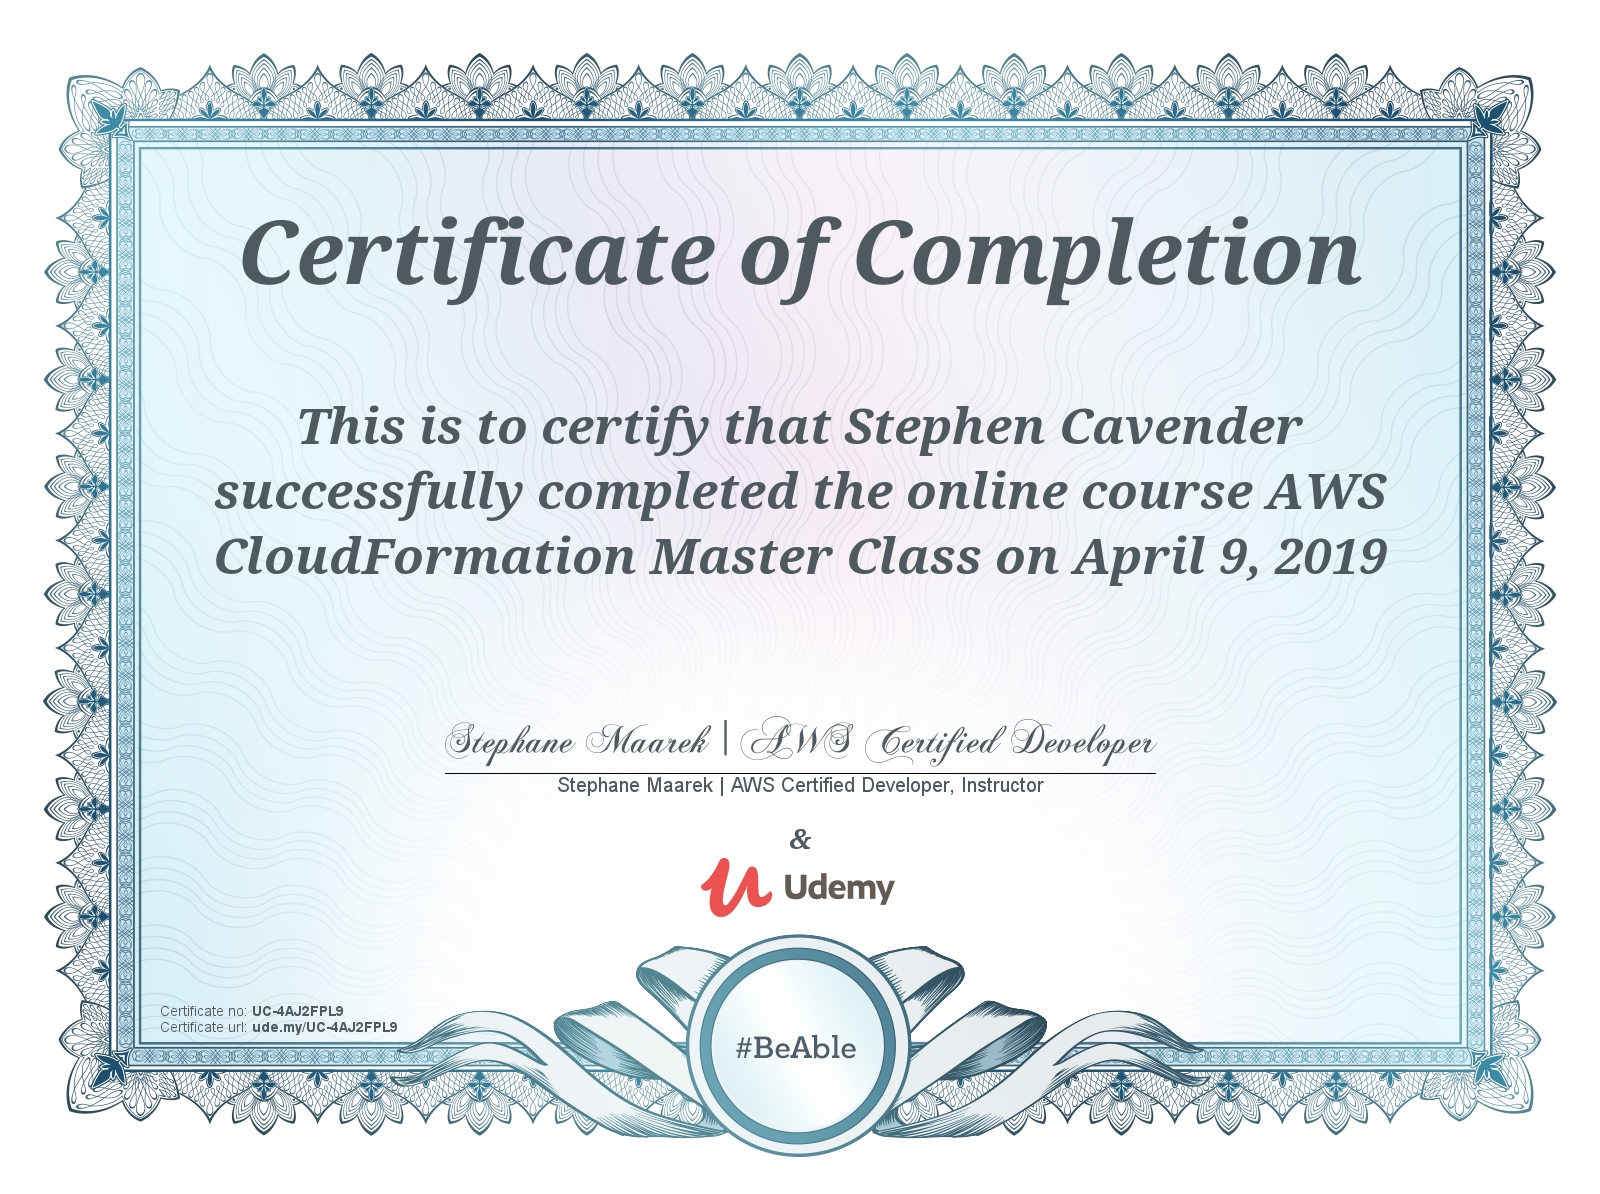 Certificate of Completion
This is to certify that Stephen Cavender
successfully completed the online course AWS
CloudFormation Master Class on April 9, 2019
Stephane Maarek | AWS Certified Developer
Stephane Maarek | AWS Certified Developer, Instructor
&
Udemy
Certificate no: UC-4AJ2FPL9
Certificate url: ude.my/UC-4AJ2FPL9
#BeAble